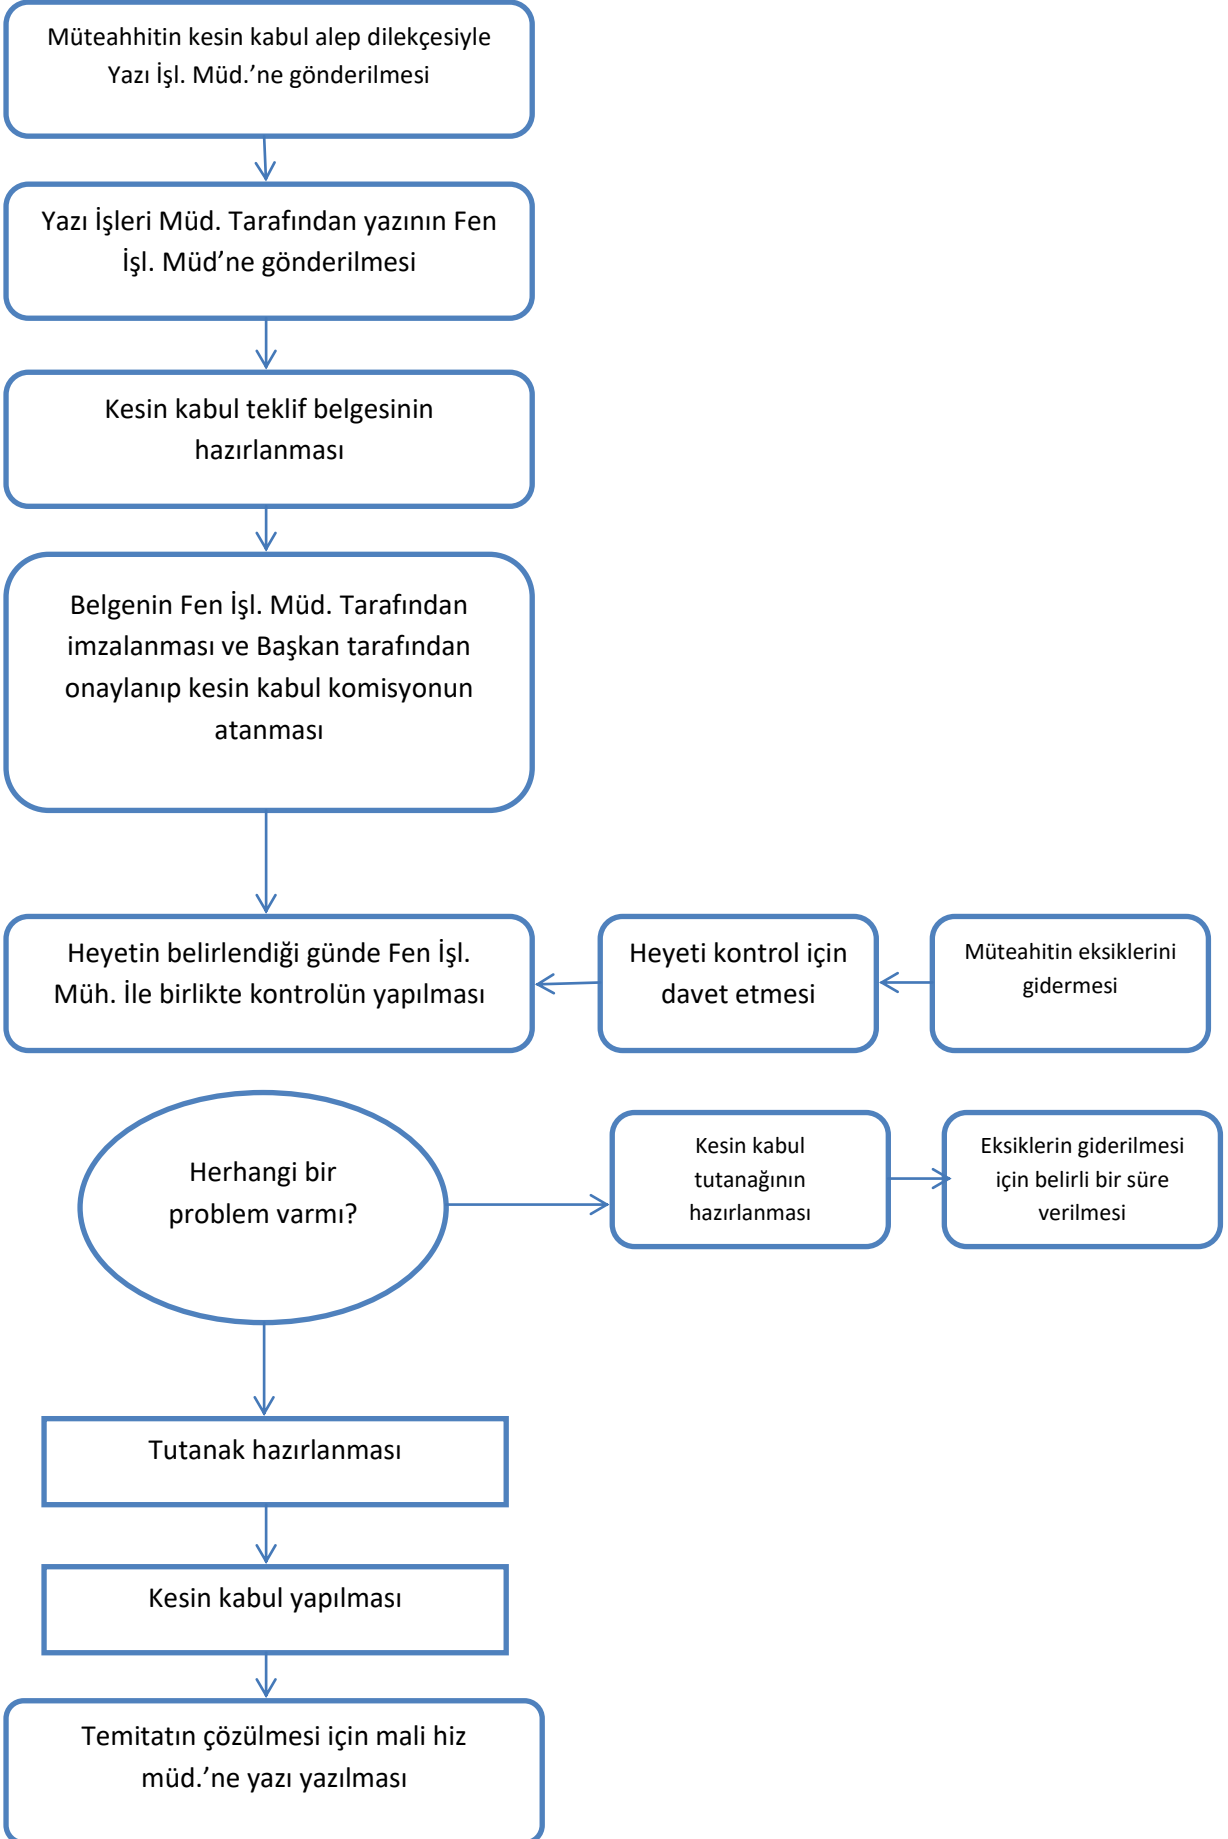 Müteahhitin kesin kabul alep dilekçesiyle
Yazı İşl. Müd.’ne gönderilmesi
Yazı İşleri Müd. Tarafından yazının Fen
İşl. Müd’ne gönderilmesi
Kesin kabul teklif belgesinin
hazırlanması
Belgenin Fen İşl. Müd. Tarafından
imzalanması ve Başkan tarafından
onaylanıp kesin kabul komisyonun
atanması
Heyetin belirlendiği günde Fen İşl.
Müh. İle birlikte kontrolün yapılması
Heyeti kontrol için
davet etmesi
Müteahitin eksiklerini
gidermesi
Herhangi bir
problem varmı?
Kesin kabul
tutanağının
hazırlanması
Eksiklerin giderilmesi
için belirli bir süre
verilmesi
Tutanak hazırlanması
Kesin kabul yapılması
Temitatın çözülmesi için mali hiz
müd.’ne yazı yazılması